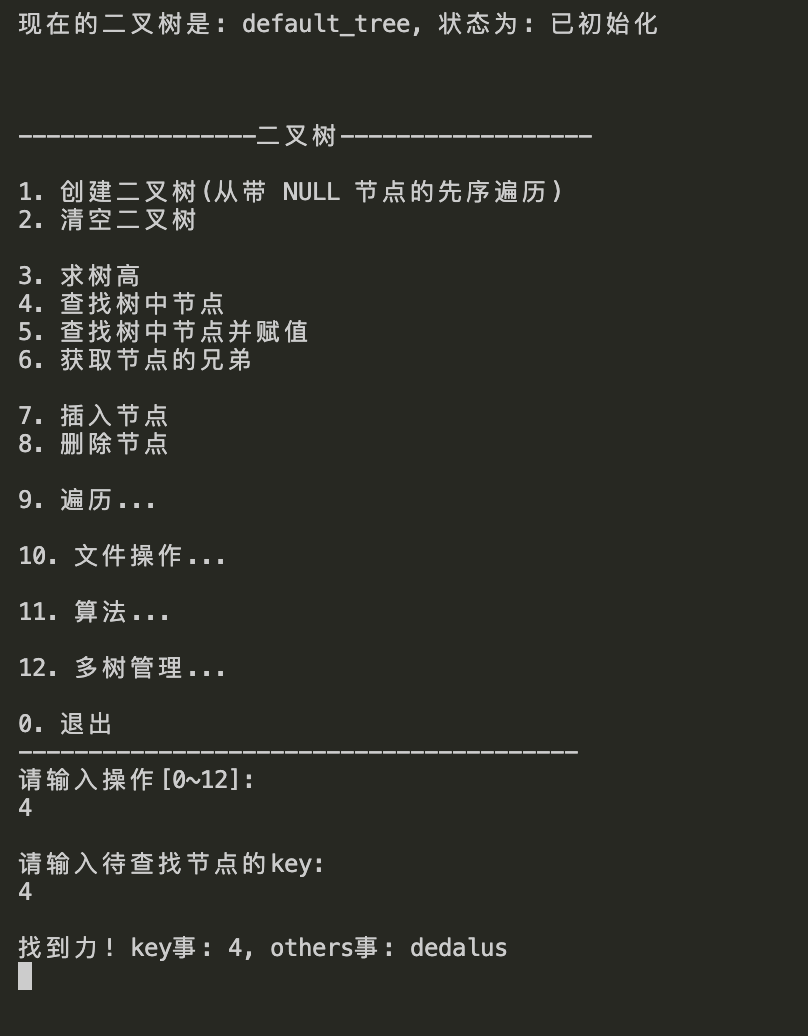 现在的二叉树是: default_tree, 状态为: 已初始化
-----------------二叉树------------------
1. 创建二叉树(从带 NULL 节点的先序遍历)
2. 清空二叉树
3. 求树高
4. 查找树中节点
5. 查找树中节点并赋值
6. 获取节点的兄弟
7. 插入节点
8. 删除节点
9. 遍历...
10. 文件操作...
11. 算法...
12. 多树管理...
0. 退出
----------------------------------------
请输入操作[0~12]:
4
请输入待查找节点的key:
4
找到力! key事: 4, others事: dedalus